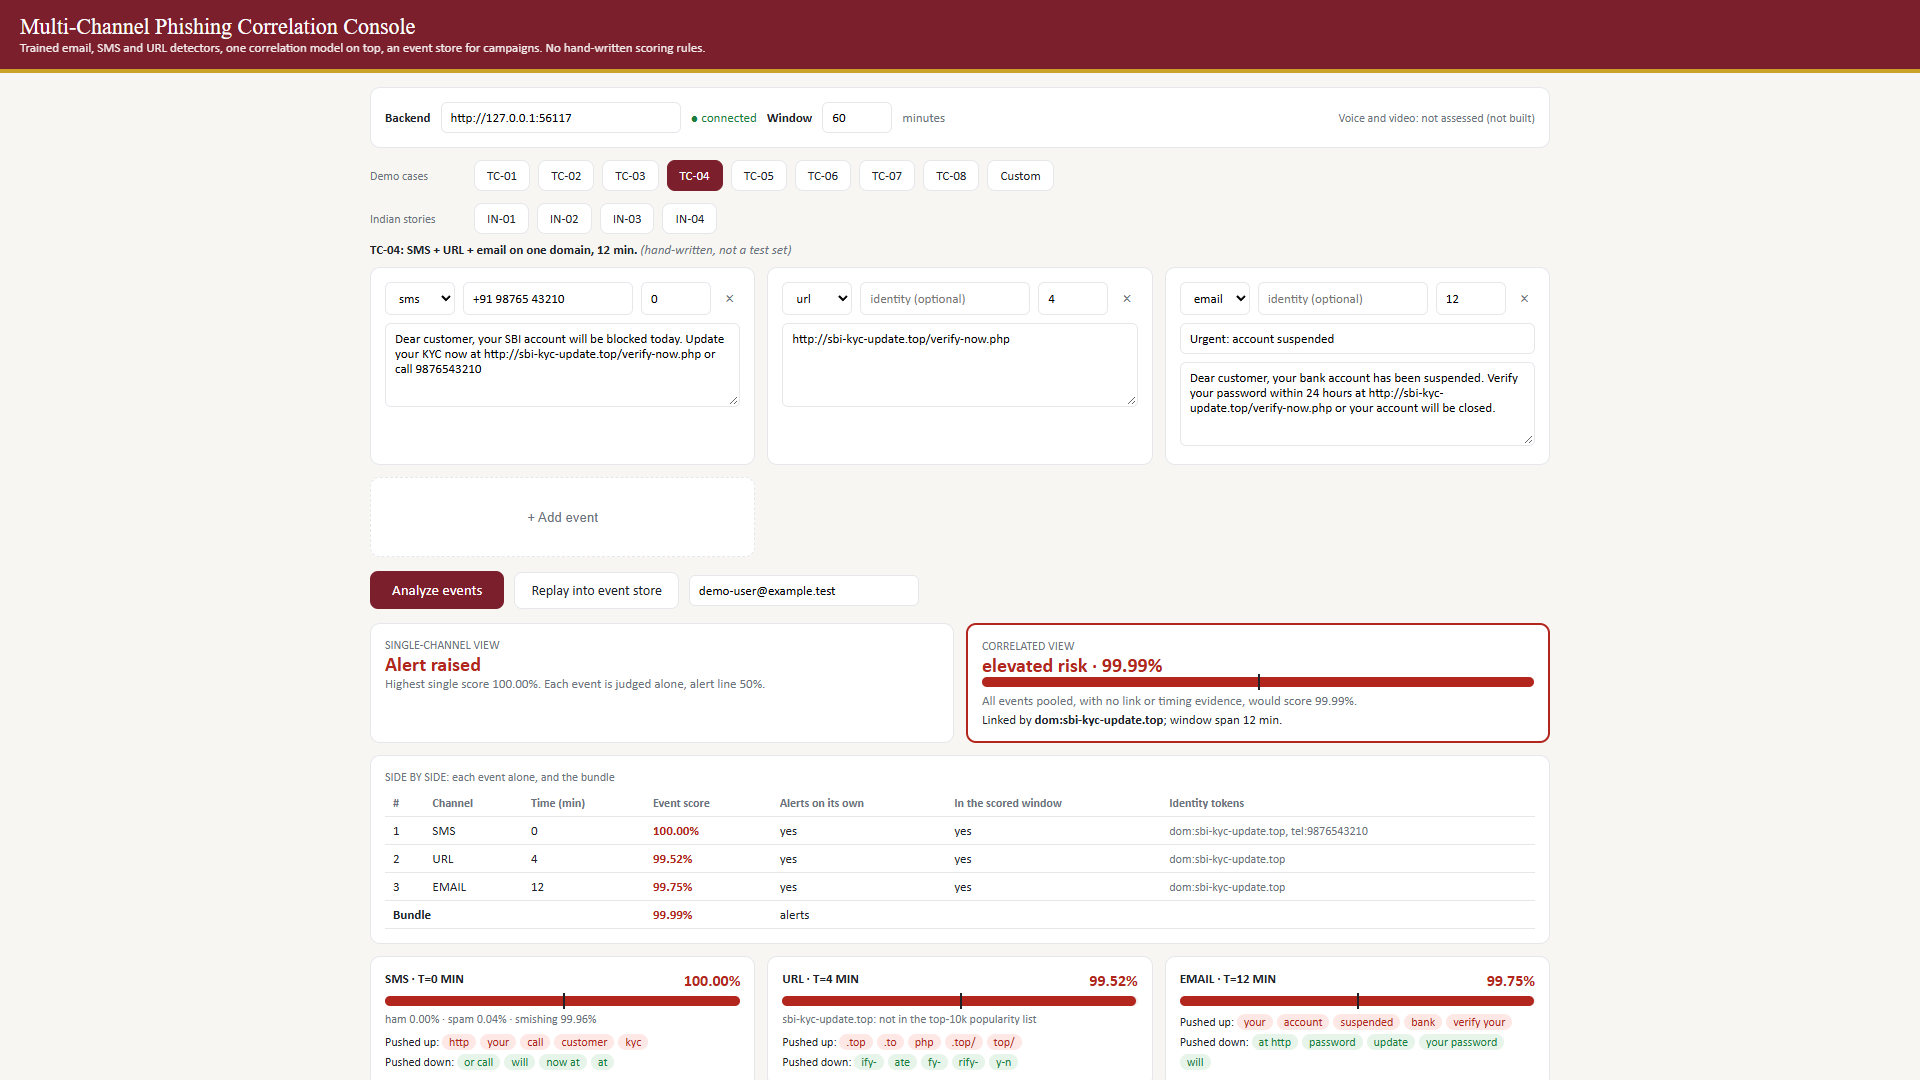 Multi-Channel Phishing Correlation Console
Trained email, SMS and URL detectors, one correlation model on top, an event store for campaigns. No hand-written scoring rules.
Backend http://127.0.0.1:56117 ● connected Window 60 minutes Voice and video: not assessed (not built)
Demo cases TC-01 TC-02 TC-03 TC-04 TC-05 TC-06 TC-07 TC-08 Custom
Indian stories IN-01 IN-02 IN-03 IN-04
TC-04: SMS + URL + email on one domain, 12 min. (hand-written, not a test set)
sms +91 98765 43210 0 ×
Dear customer, your SBI account will be blocked today. Update
your KYC now at http://sbi-kyc-update.top/verify-now.php or
call 9876543210
url identity (optional) 4 ×
http://sbi-kyc-update.top/verify-now.php
email identity (optional) 12 ×
Urgent: account suspended
Dear customer, your bank account has been suspended. Verify
your password within 24 hours at http://sbi-kyc-
update.top/verify-now.php or your account will be closed.
+ Add event
Analyze events Replay into event store demo-user@example.test
SINGLE-CHANNEL VIEW
Alert raised
Highest single score 100.00%. Each event is judged alone, alert line 50%.
CORRELATED VIEW
elevated risk · 99.99%
All events pooled, with no link or timing evidence, would score 99.99%.
Linked by dom:sbi-kyc-update.top; window span 12 min.
SIDE BY SIDE: each event alone, and the bundle
# Channel Time (min) Event score Alerts on its own In the scored window Identity tokens
1 SMS 0 100.00% yes yes dom:sbi-kyc-update.top, tel:9876543210
2 URL 4 99.52% yes yes dom:sbi-kyc-update.top
3 EMAIL 12 99.75% yes yes dom:sbi-kyc-update.top
Bundle 99.99% alerts
SMS · T=0 MIN 100.00%
ham 0.00% · spam 0.04% · smishing 99.96%
Pushed up: http your call customer kyc
Pushed down: or call will now at at
URL · T=4 MIN 99.52%
sbi-kyc-update.top: not in the top-10k popularity list
Pushed up: .top .to php .top/ top/
Pushed down: ify- ate fy- rify- y-n
EMAIL · T=12 MIN 99.75%
Pushed up: your account suspended bank verify your
Pushed down: at http password update your password
will